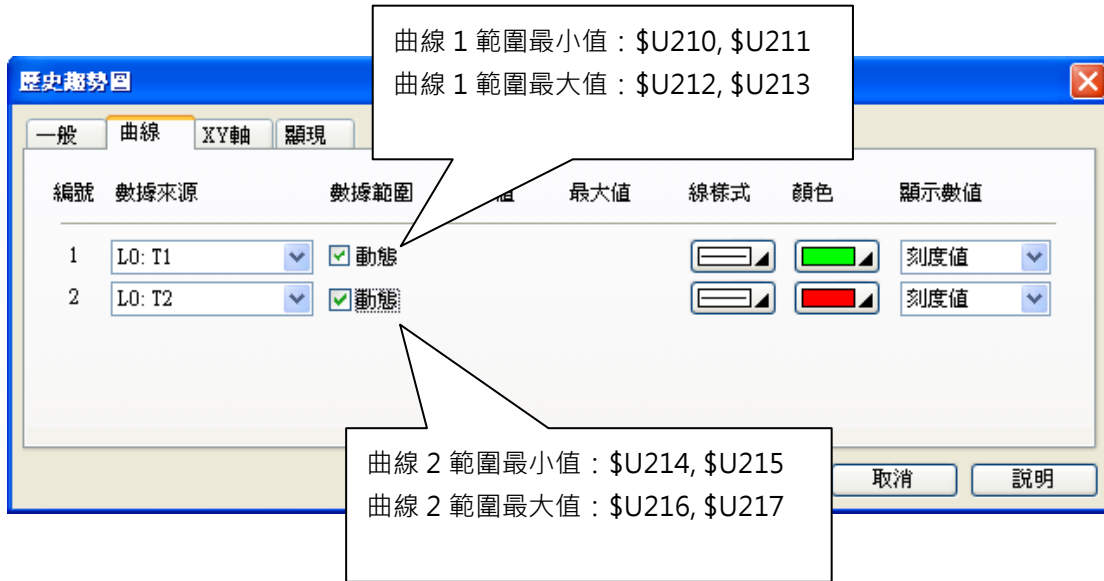 曲線 1 範圍最小值：$U210, $U211
曲線 1 範圍最大值：$U212, $U213
歷史趨勢圖
一般 曲線 XY軸 顯現
編號 數據來源 數據範圍 值 最大值 線樣式 顏色 顯示數值
1 L0: T1 動態 刻度值
2 L0: T2 動態 刻度值
曲線 2 範圍最小值：$U214, $U215
曲線 2 範圍最大值：$U216, $U217
取消 說明